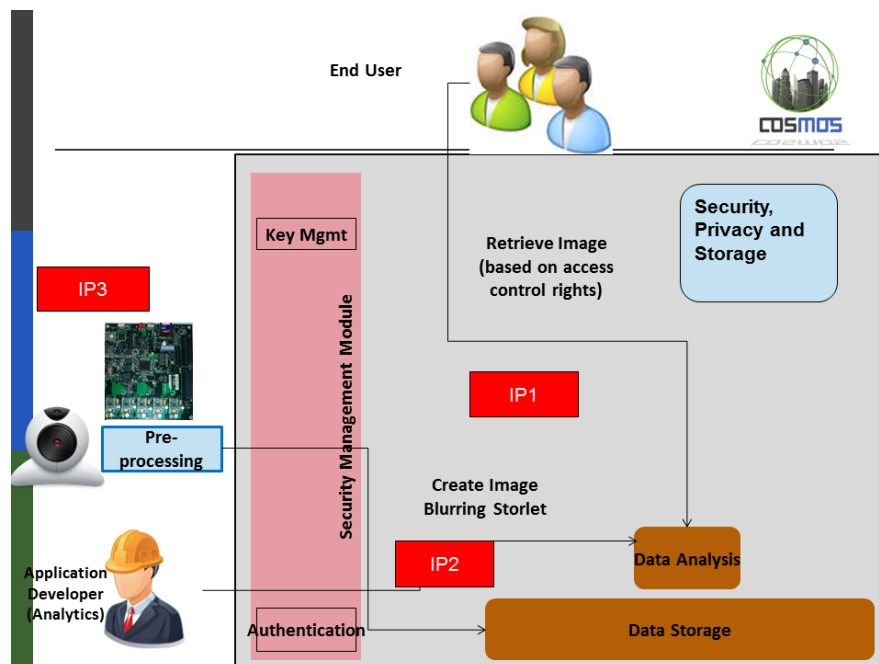 End User
COSMOS
Key Mgmt
Security,
Privacy and
Storage
Retrieve Image
(based on access
control rights)
IP3
Security Management Module
IP1
Pre-
processing
Create Image
Blurring Storlet
IP2
Data Analysis
Application
Developer
(Analytics)
Authentication
Data Storage